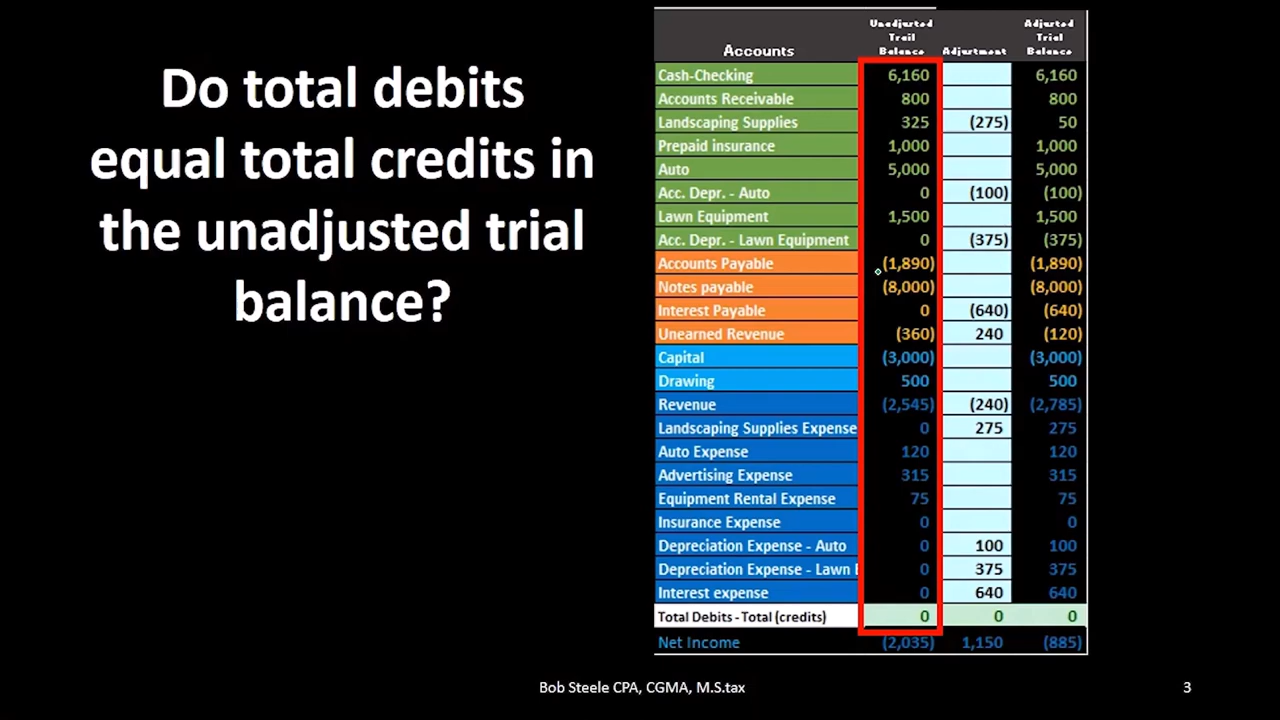 Do total debits
equal total credits in
the unadjusted trial
balance?
Accounts Unadjusted Trail Balance Adjustment Adjusted Trial Balance
Cash-Checking 6,160 6,160
Accounts Receivable 800 800
Landscaping Supplies 325 (275) 50
Prepaid insurance 1,000 1,000
Auto 5,000 5,000
Acc. Depr. - Auto 0 (100) (100)
Lawn Equipment 1,500 1,500
Acc. Depr. - Lawn Equipment 0 (375) (375)
Accounts Payable (1,890) (1,890)
Notes payable (8,000) (8,000)
Interest Payable 0 (640) (640)
Unearned Revenue (360) 240 (120)
Capital (3,000) (3,000)
Drawing 500 500
Revenue (2,545) (240) (2,785)
Landscaping Supplies Expense 0 275 275
Auto Expense 120 120
Advertising Expense 315 315
Equipment Rental Expense 75 75
Insurance Expense 0 0
Depreciation Expense - Auto 0 100 100
Depreciation Expense - Lawn E 0 375 375
Interest expense 0 640 640
Total Debits - Total (credits) 0 0 0
Net Income (2,035) 1,150 (885)
Bob Steele CPA, CGMA, M.S.tax
3